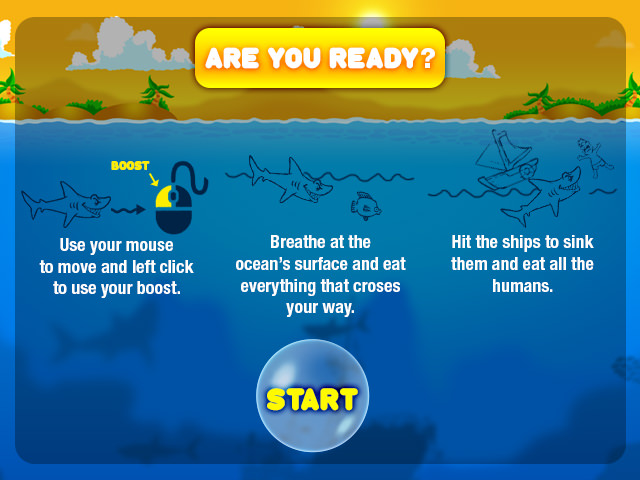 ARE YOU READY?
BOOST
Use your mouse
to move and left click
to use your boost.
Breathe at the
ocean's surface and eat
everything that croses
your way.
Hit the ships to sink
them and eat all the
humans.
START